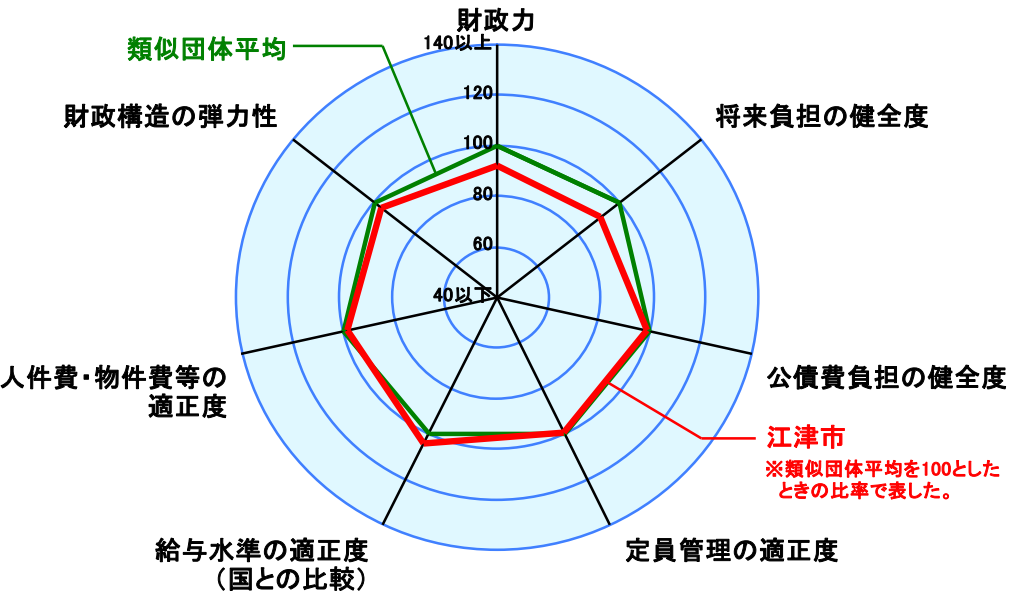 財政力
140以上
類似団体平均
120
財政構造の弾力性
将来負担の健全度
100
80
60
40以下
人件費・物件費等の
適正度
公債費負担の健全度
江津市
※類似団体平均を100とした
ときの比率で表した。
給与水準の適正度
（国との比較）
定員管理の適正度